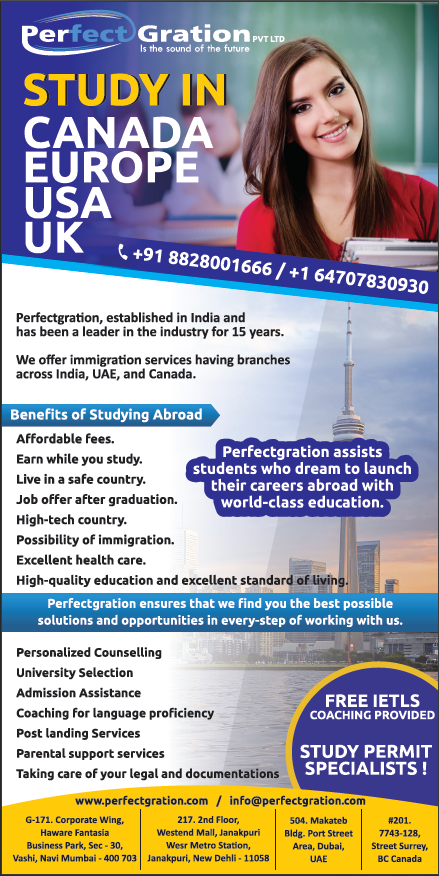 PerfectGration PVT LTD
Is the sound of the future
STUDY IN
CANADA
EUROPE
USA
UK
+91 8828001666 / +1 64707830930
Perfectgration, established in India and
has been a leader in the industry for 15 years.
We offer immigration services having branches
across India, UAE, and Canada.
Benefits of Studying Abroad
Affordable fees.
Earn while you study.
Live in a safe country.
Job offer after graduation.
High-tech country.
Possibility of immigration.
Excellent health care.
High-quality education and excellent standard of living.
Perfectgration assists
students who dream to launch
their careers abroad with
world-class education.
Perfectgration ensures that we find you the best possible
solutions and opportunities in every-step of working with us.
Personalized Counselling
University Selection
Admission Assistance
Coaching for language proficiency
Post landing Services
Parental support services
Taking care of your legal and documentations
FREE IETLS
COACHING PROVIDED
STUDY PERMIT
SPECIALISTS !
www.perfectgration.com / info@perfectgration.com
G-171. Corporate Wing,
Haware Fantasia
Business Park, Sec - 30,
Vashi, Navi Mumbai - 400 703
217. 2nd Floor,
Westend Mall, Janakpuri
Wesr Metro Station,
Janakpuri, New Dehli - 11058
504. Makateb
Bldg. Port Street
Area, Dubai,
UAE
#201.
7743-128,
Street Surrey,
BC Canada